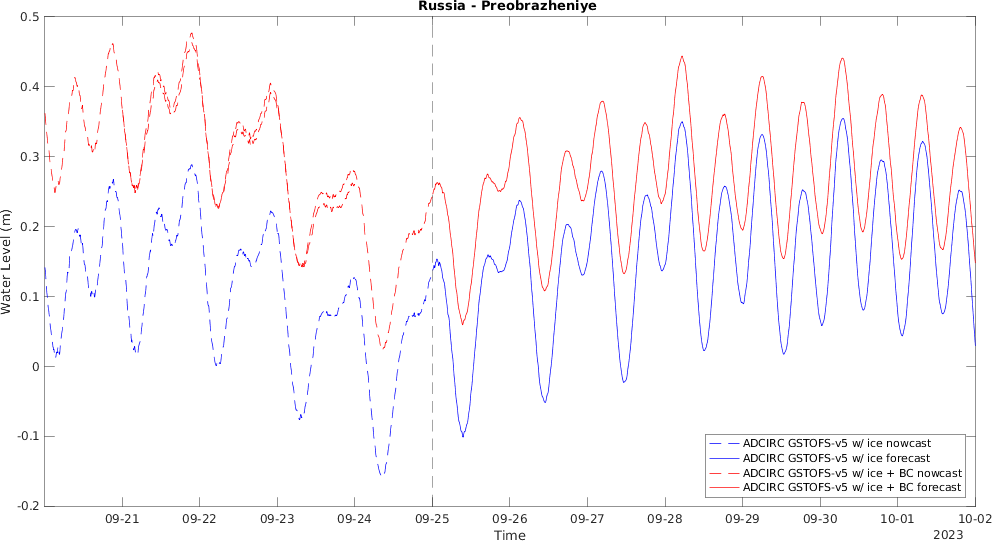 Russia - Preobrazheniye
0.5
0.4
0.3
0.2
0.1
0
-0.1
-0.2
Water Level (m)
ADCIRC GSTOFS-v5 w/ ice nowcast
ADCIRC GSTOFS-v5 w/ ice forecast
ADCIRC GSTOFS-v5 w/ ice + BC nowcast
ADCIRC GSTOFS-v5 w/ ice + BC forecast
09-21 09-22 09-23 09-24 09-25 09-26 09-27 09-28 09-29 09-30 10-01 10-02
Time
2023